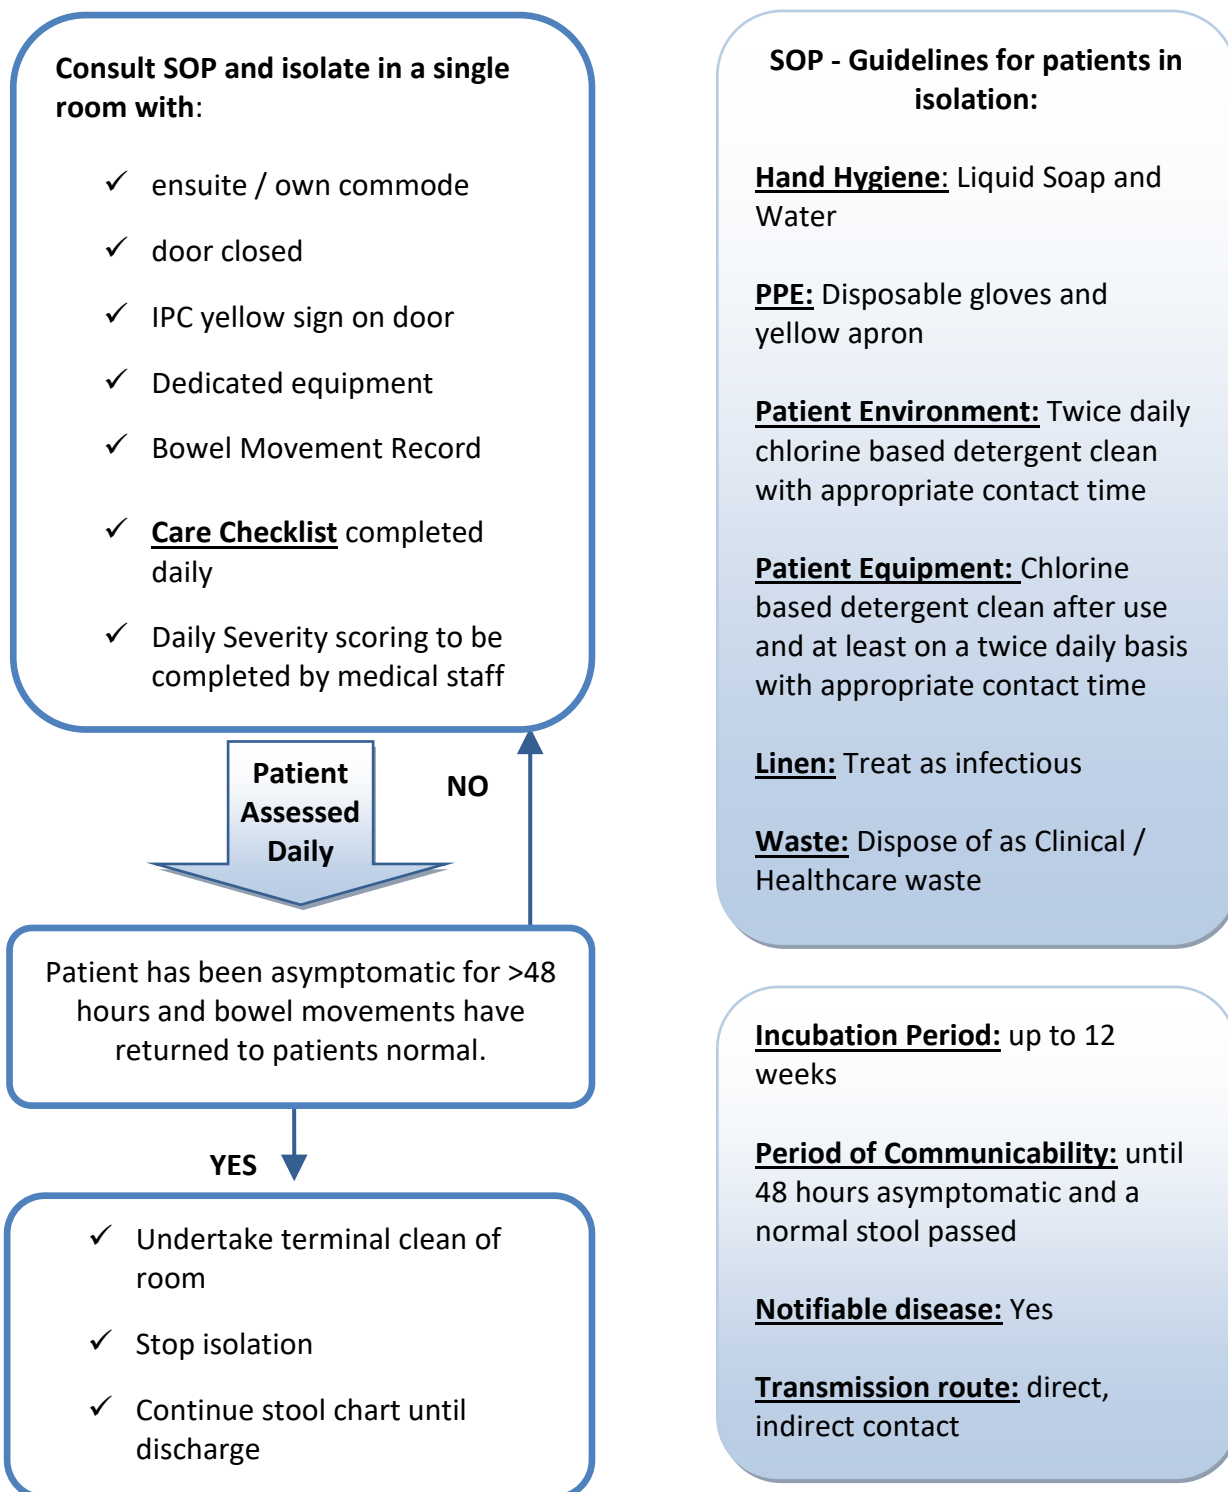 Consult SOP and isolate in a single
room with:
✓ ensuite / own commode
✓ door closed
✓ IPC yellow sign on door
✓ Dedicated equipment
✓ Bowel Movement Record
✓ Care Checklist completed
daily
✓ Daily Severity scoring to be
completed by medical staff
Patient
Assessed
Daily
NO
Patient has been asymptomatic for >48
hours and bowel movements have
returned to patients normal.
YES
✓ Undertake terminal clean of
room
✓ Stop isolation
✓ Continue stool chart until
discharge
SOP - Guidelines for patients in
isolation:
Hand Hygiene: Liquid Soap and
Water
PPE: Disposable gloves and
yellow apron
Patient Environment: Twice daily
chlorine based detergent clean
with appropriate contact time
Patient Equipment: Chlorine
based detergent clean after use
and at least on a twice daily basis
with appropriate contact time
Linen: Treat as infectious
Waste: Dispose of as Clinical /
Healthcare waste
Incubation Period: up to 12
weeks
Period of Communicability: until
48 hours asymptomatic and a
normal stool passed
Notifiable disease: Yes
Transmission route: direct,
indirect contact